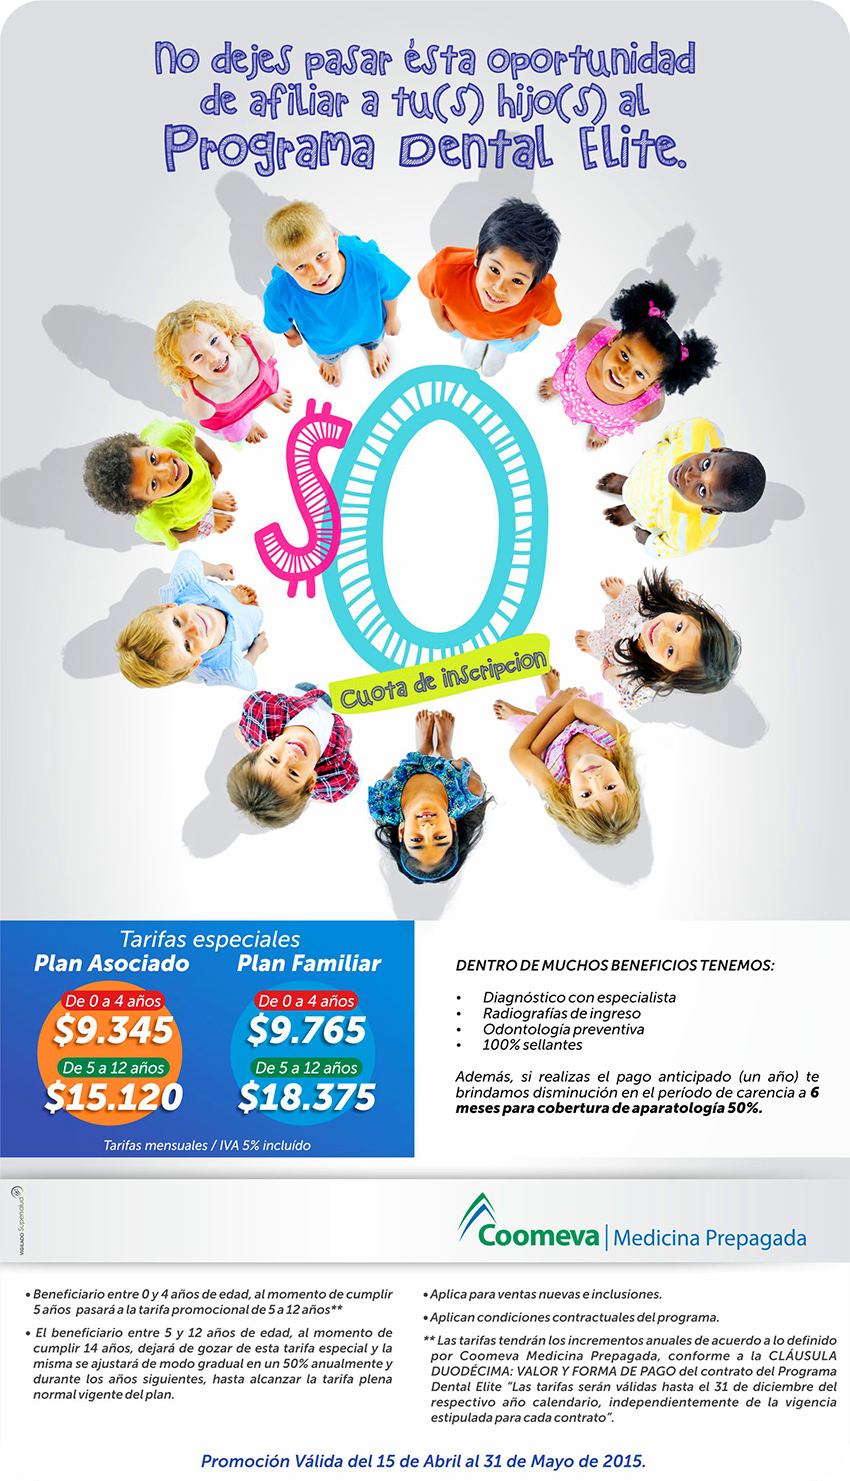 No dejes pasar ésta oportunidad
de afiliar a tu(s) hijo(s) al
Programa Dental Elite.
$0
Cuota de inscripcion
Tarifas especiales
Plan Asociado
De 0 a 4 años
$9.345
De 5 a 12 años
$15.120
Plan Familiar
De 0 a 4 años
$9.765
De 5 a 12 años
$18.375
Tarifas mensuales / IVA 5% incluído
DENTRO DE MUCHOS BENEFICIOS TENEMOS:
• Diagnóstico con especialista
• Radiografías de ingreso
• Odontología preventiva
• 100% sellantes
Además, si realizas el pago anticipado (un año) te
brindamos disminución en el período de carencia a 6
meses para cobertura de aparatología 50%.
VIGILADO Supersalud
Coomeva | Medicina Prepagada
• Beneficiario entre 0 y 4 años de edad, al momento de cumplir
5 años pasará a la tarifa promocional de 5 a 12 años**
• El beneficiario entre 5 y 12 años de edad, al momento de
cumplir 14 años, dejará de gozar de esta tarifa especial y la
misma se ajustará de modo gradual en un 50% anualmente y
durante los años siguientes, hasta alcanzar la tarifa plena
normal vigente del plan.
• Aplica para ventas nuevas e inclusiones.
• Aplican condiciones contractuales del programa.
** Las tarifas tendrán los incrementos anuales de acuerdo a lo definido
por Coomeva Medicina Prepagada, conforme a la CLÁUSULA
DUODÉCIMA: VALOR Y FORMA DE PAGO del contrato del Programa
Dental Elite “Las tarifas serán válidas hasta el 31 de diciembre del
respectivo año calendario, independientemente de la vigencia
estipulada para cada contrato”.
Promoción Válida del 15 de Abril al 31 de Mayo de 2015.